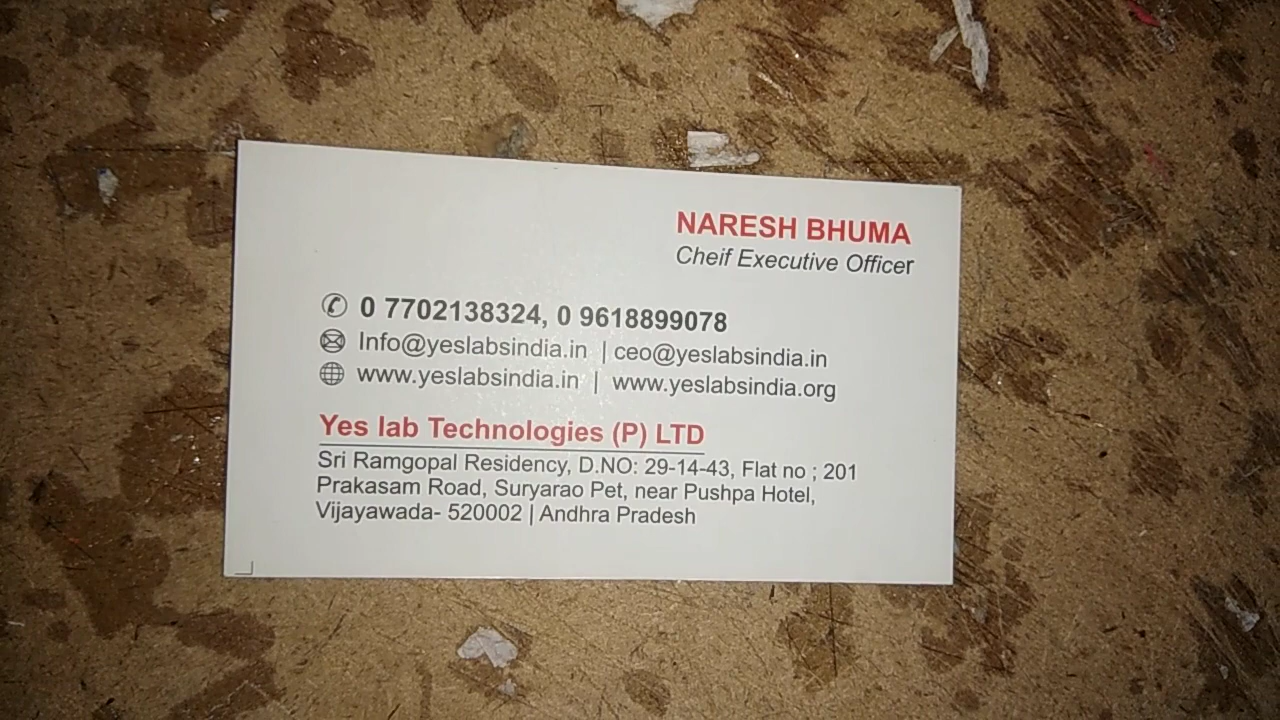 NARESH BHUMA
Cheif Executive Officer
0 7702138324, 0 9618899078
Info@yeslabsindia.in | ceo@yeslabsindia.in
www.yeslabsindia.in | www.yeslabsindia.org
Yes lab Technologies (P) LTD
Sri Ramgopal Residency, D.NO: 29-14-43, Flat no ; 201
Prakasam Road, Suryarao Pet, near Pushpa Hotel,
Vijayawada- 520002 | Andhra Pradesh